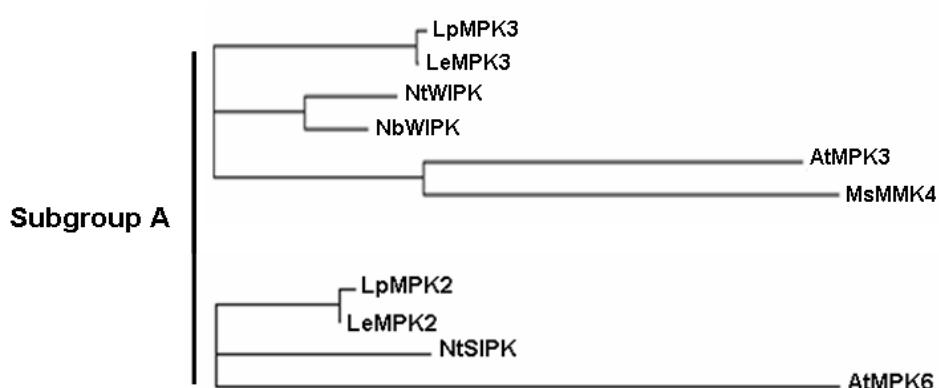 LpMPK3
LeMPK3
NtWIPK
NbWIPK
AtMPK3
MsMMK4
Subgroup A
LpMPK2
LeMPK2
NtSIPK
AtMPK6